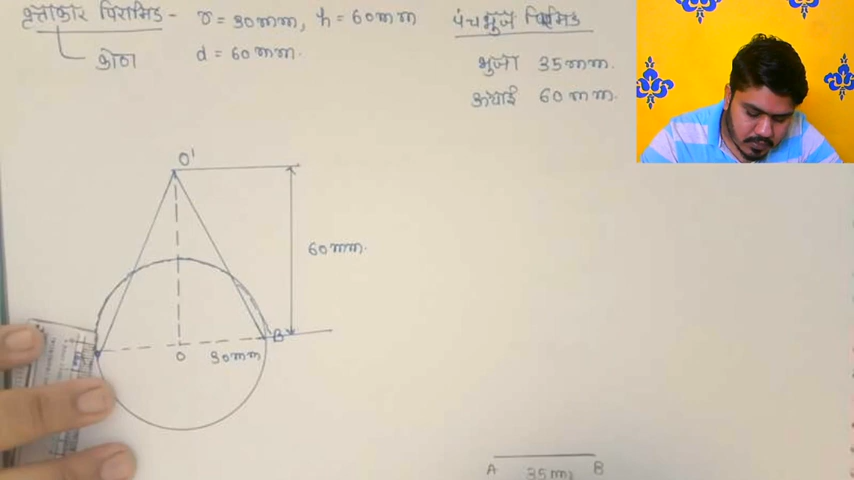 वृत्ताकार पिरामिड - r = 30mm, h = 60mm
कोण d = 60mm.
पंचभुज पिरामिड
भुजा 35mm.
ऊंचाई 60mm.
O'
60mm.
B
O 30mm
A 35mm B